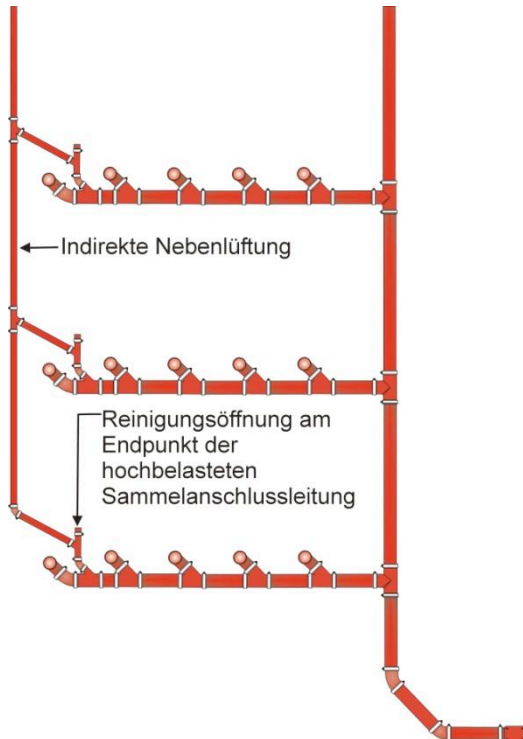 Indirekte Nebenlüftung
Reinigungsöffnung am
Endpunkt der
hochbelasteten
Sammelanschlussleitung